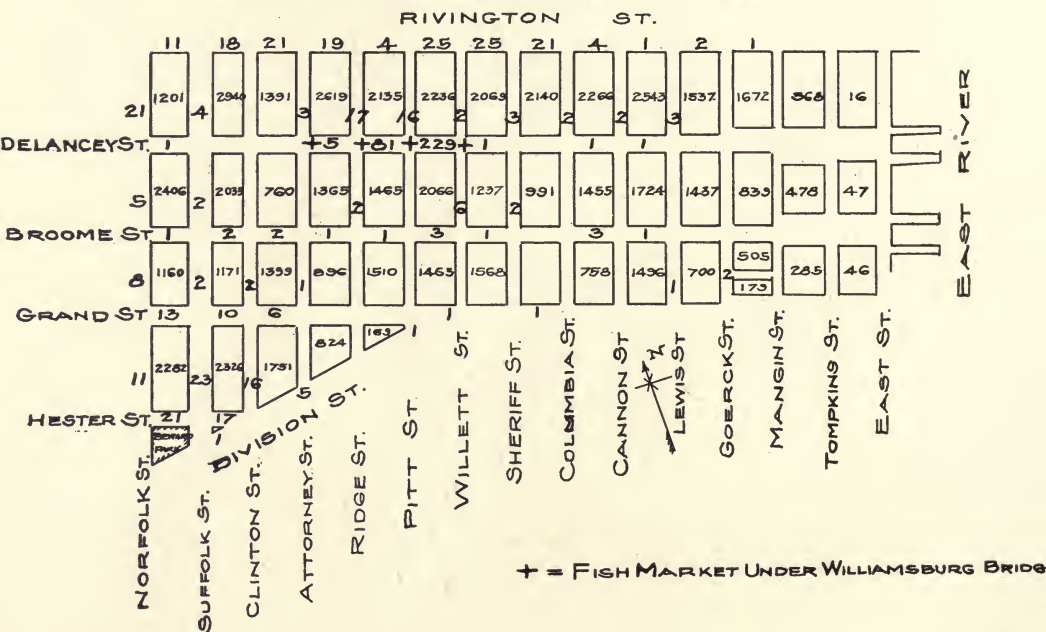 RIVINGTON ST.
11 18 21 19 4 25 25 21 4 1 2 1
1201 2940 1391 2619 2135 2236 2069 2140 2266 2543 1537 1672 868 16
21 4 3 17 16 2 3 2 2 3
DELANCEY ST. 1 +5 +81 +229+ 1 1 1
2406 2035 760 1365 1465 2066 1237 991 1455 1724 1437 839 478 47
5 2 2 6 2
BROOME ST 1 2 2 1 1 3 1 3 1
1160 1171 1399 896 1510 1463 1568 758 1496 700 505 285 46
8 2 2 1 1 2 173
GRAND ST 13 10 6 1 1 1
2282 2326 1751 824 169
11 23 16 5
HESTER ST. 21 17
1
DIVISION ST.
NORFOLK ST.
SUFFOLK ST.
CLINTON ST.
ATTORNEY ST.
RIDGE ST.
PITT ST.
WILLETT ST.
SHERIFF ST.
COLUMBIA ST.
CANNON ST
LEWIS ST
GOERCK ST.
MANGIN ST.
TOMPKINS ST.
EAST ST.
EAST RIVER
+ = FISH MARKET UNDER WILLIAMSBURG BRIDG